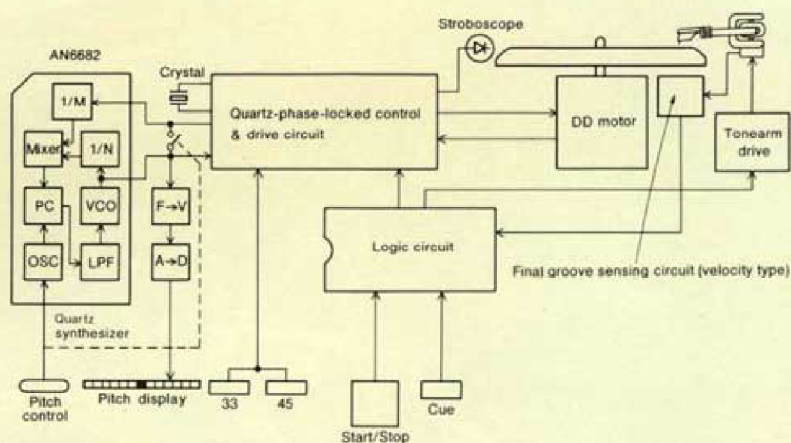 AN6682
Stroboscope
Crystal
1/M
Quartz-phase-locked control
& drive circuit
DD motor
Tonearm
drive
Mixer
1/N
PC
VCO
F→V
OSC
LPF
A→D
Logic circuit
Final groove sensing circuit (velocity type)
Quartz
synthesizer
Pitch
control
Pitch display
33
45
Start/Stop
Cue